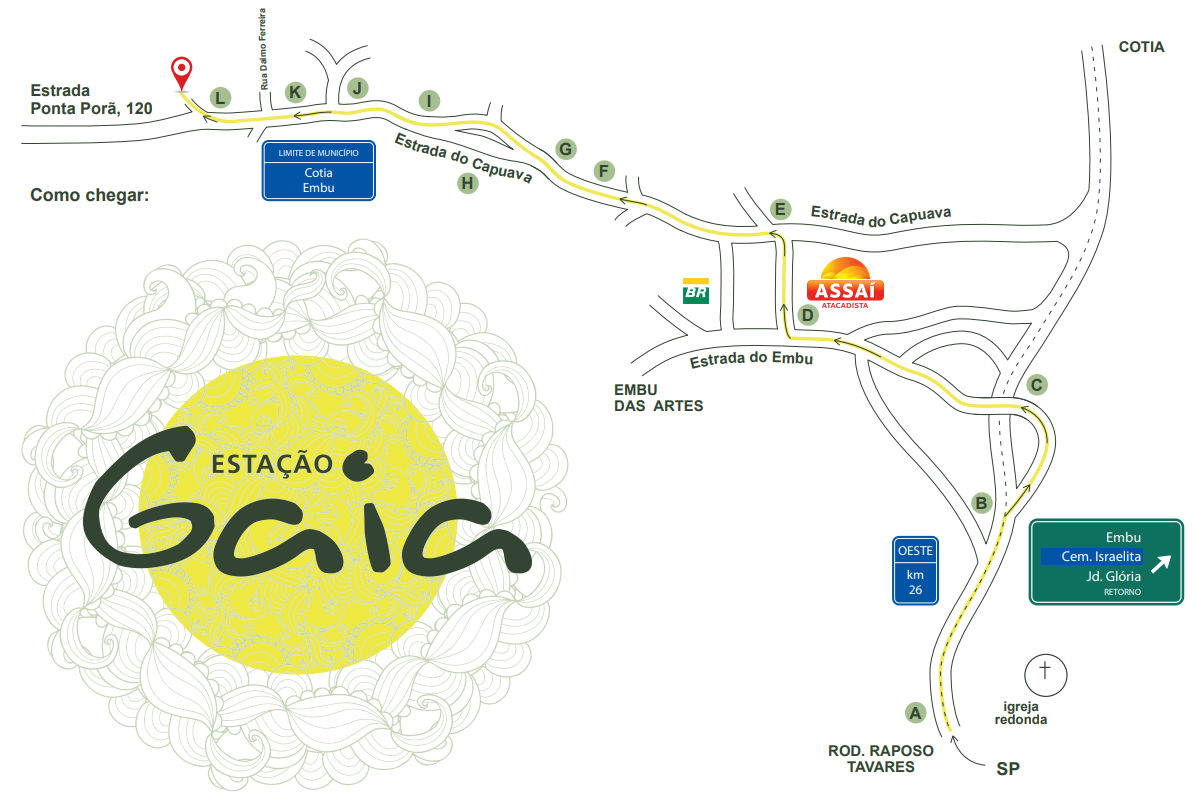 COTIA
Rua Dalmo Ferreira
Estrada
Ponta Porã, 120
L
K
J
I
LIMITE DE MUNICÍPIO
Cotia
Embu
Estrada do Capuava
H
G
F
Como chegar:
E
Estrada do Capuava
BR
ASSAÍ
ATACADISTA
D
Estrada do Embu
EMBU
DAS ARTES
C
ESTAÇÃO
Gaia
B
OESTE
km
26
Embu
Cem. Israelita
Jd. Glória
RETORNO
A
igreja
redonda
ROD. RAPOSO
TAVARES
SP